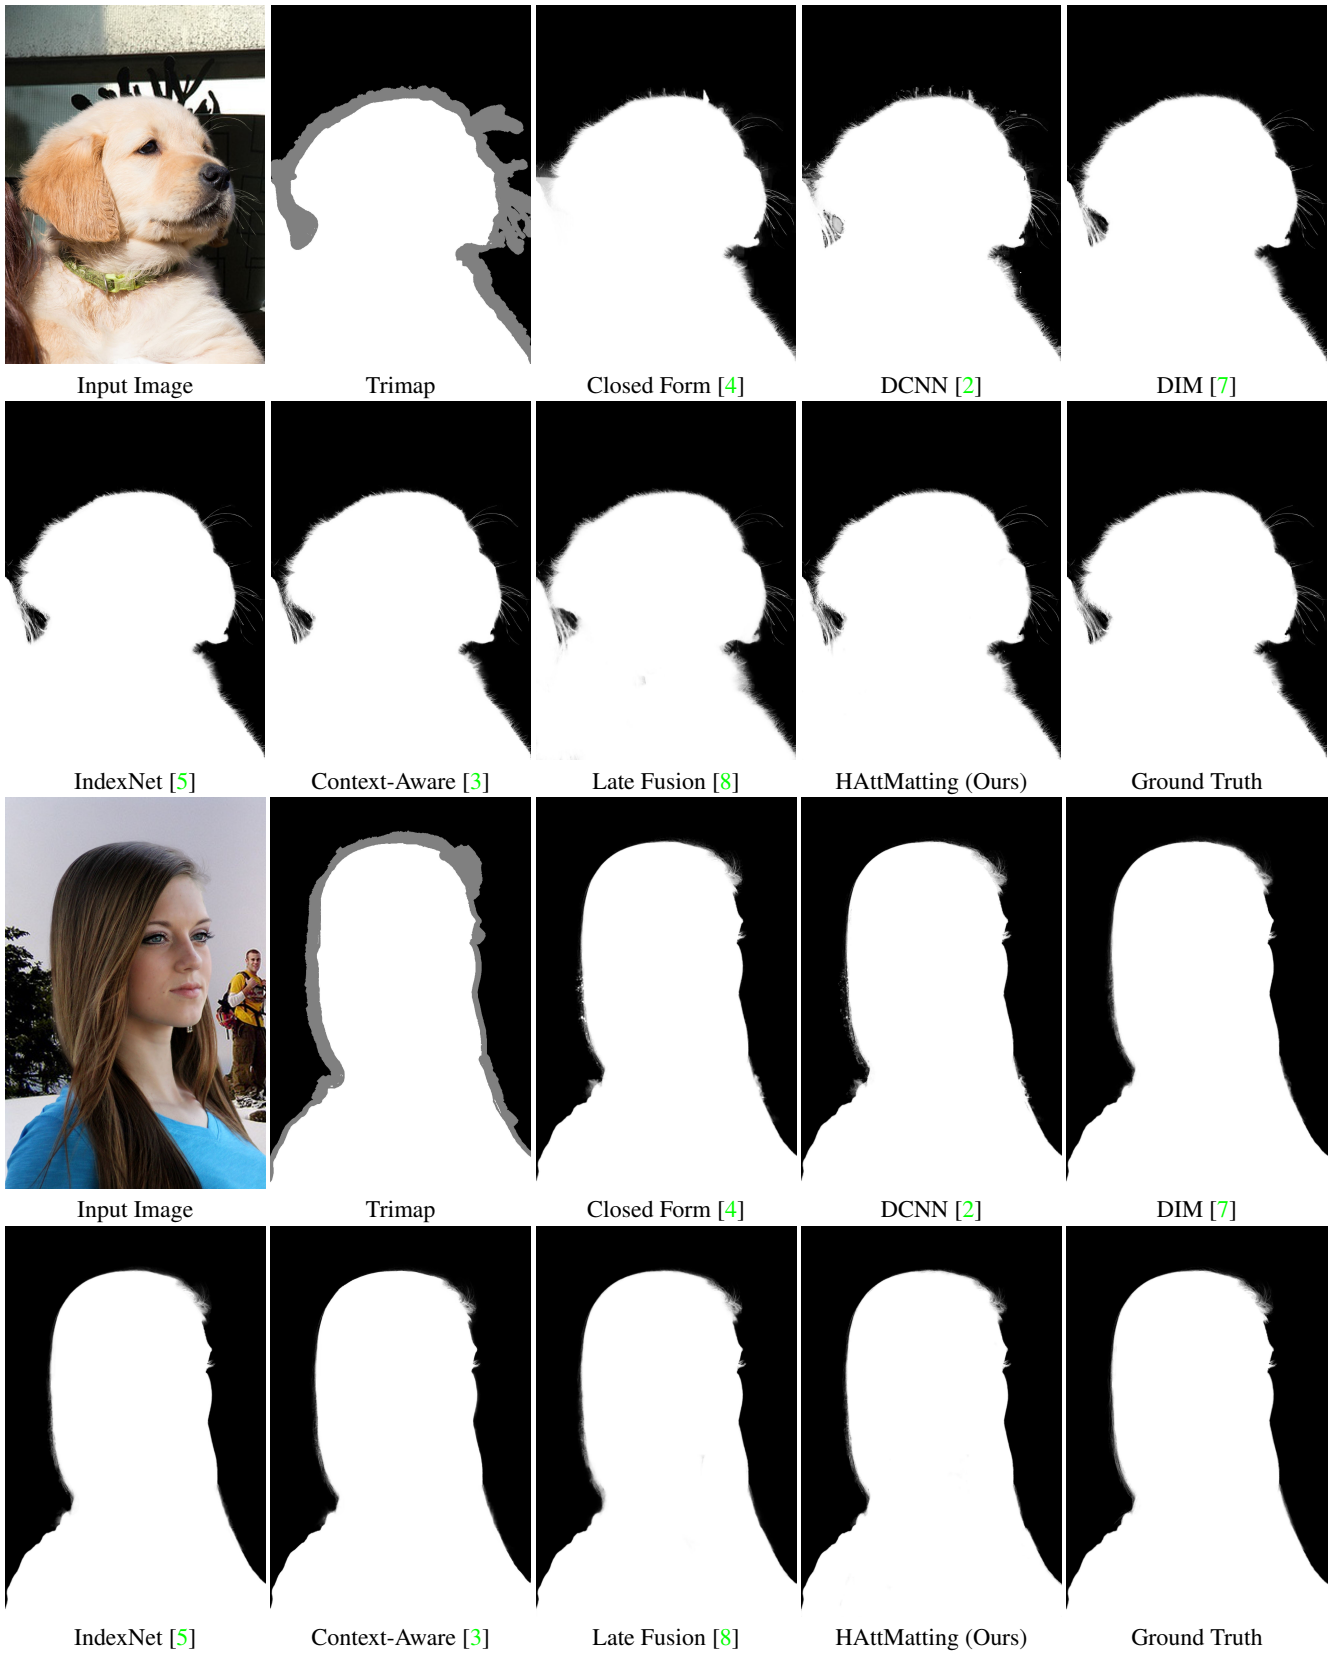 Input Image Trimap Closed Form [4] DCNN [2] DIM [7]
IndexNet [5] Context-Aware [3] Late Fusion [8] HAttMatting (Ours) Ground Truth
Input Image Trimap Closed Form [4] DCNN [2] DIM [7]
IndexNet [5] Context-Aware [3] Late Fusion [8] HAttMatting (Ours) Ground Truth